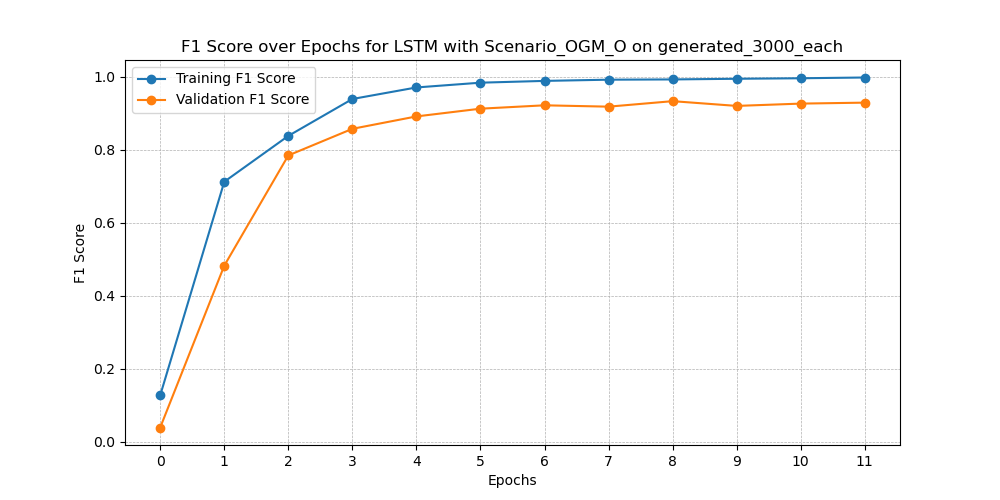 F1 Score over Epochs for LSTM with Scenario_OGM_O on generated_3000_each
Training F1 Score
Validation F1 Score
F1 Score
1.0
0.8
0.6
0.4
0.2
0.0
0 1 2 3 4 5 6 7 8 9 10 11
Epochs